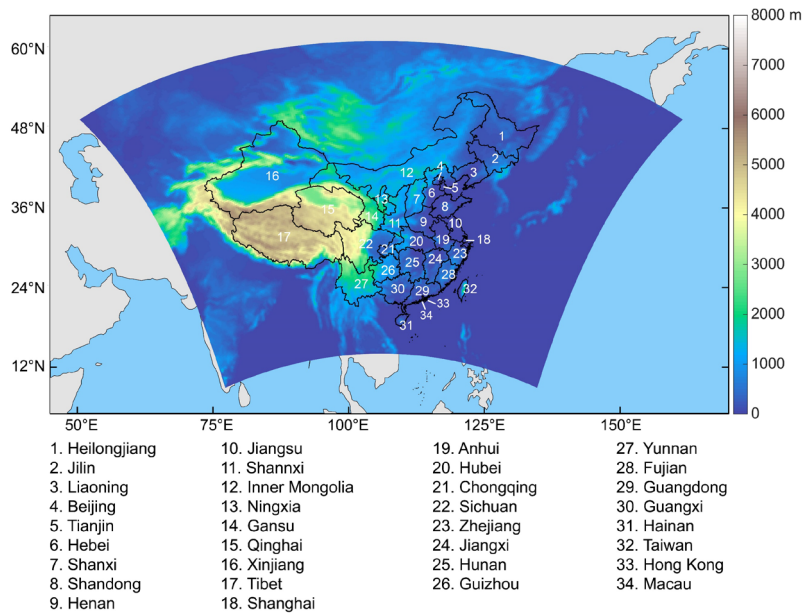 8000 m
60°N
7000
48°N
6000
1
2
4
3
12
5
16
6
5000
13
7
8
36°N
15
14
11
9
10
4000
17
22
20
19
18
21
23
25
24
3000
26
28
24°N
27
30
29
32
33
2000
34
31
12°N
1000
0
50°E
75°E
100°E
125°E
150°E
1. Heilongjiang
2. Jilin
3. Liaoning
4. Beijing
5. Tianjin
6. Hebei
7. Shanxi
8. Shandong
9. Henan
10. Jiangsu
11. Shannxi
12. Inner Mongolia
13. Ningxia
14. Gansu
15. Qinghai
16. Xinjiang
17. Tibet
18. Shanghai
19. Anhui
20. Hubei
21. Chongqing
22. Sichuan
23. Zhejiang
24. Jiangxi
25. Hunan
26. Guizhou
27. Yunnan
28. Fujian
29. Guangdong
30. Guangxi
31. Hainan
32. Taiwan
33. Hong Kong
34. Macau